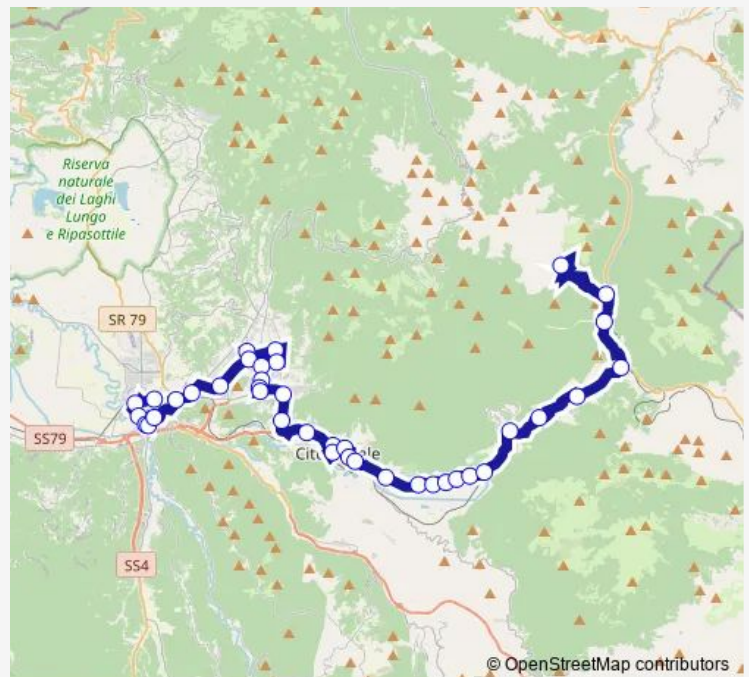 Riserva
naturale
dei Laghi
Lungo
e Ripasottile
SR 79
SS79
SS4
© OpenStreetMap contributors